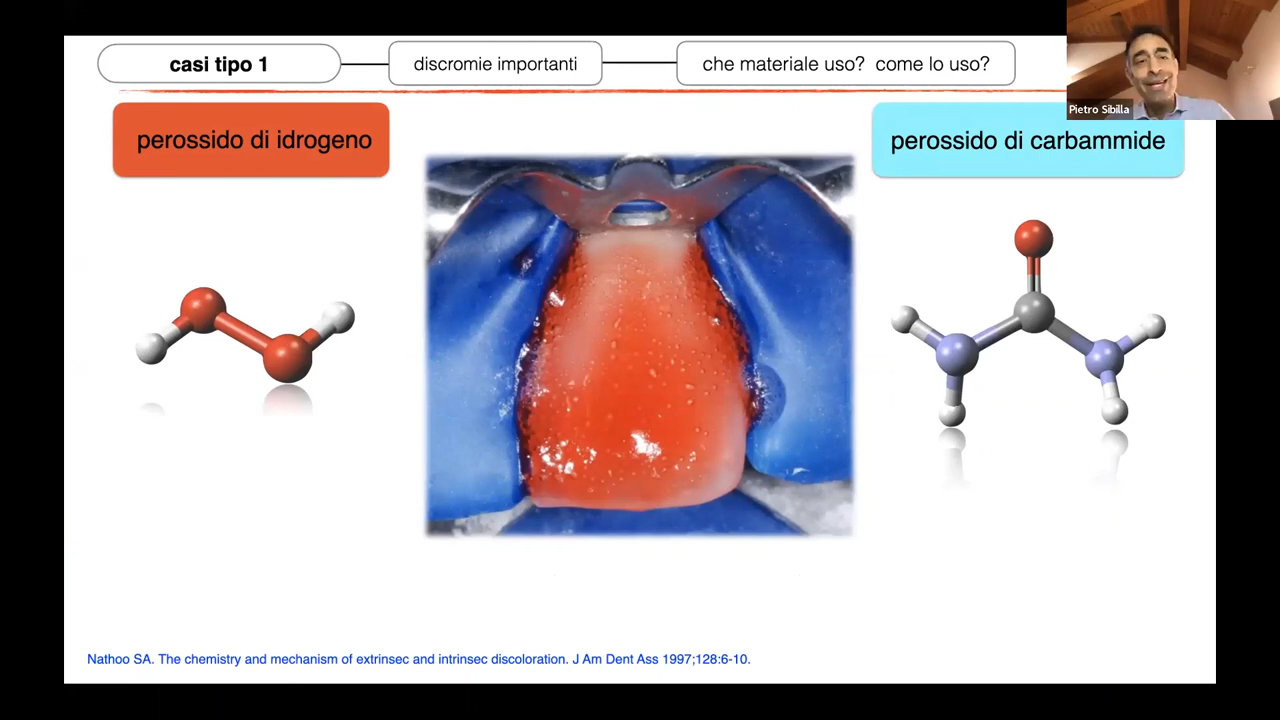 casi tipo 1
discromie importanti
che materiale uso? come lo uso?
Pietro Sibilla
perossido di idrogeno
perossido di carbammide
Nathoo SA. The chemistry and mechanism of extrinsec and intrinsec discoloration. J Am Dent Ass 1997;128:6-10.